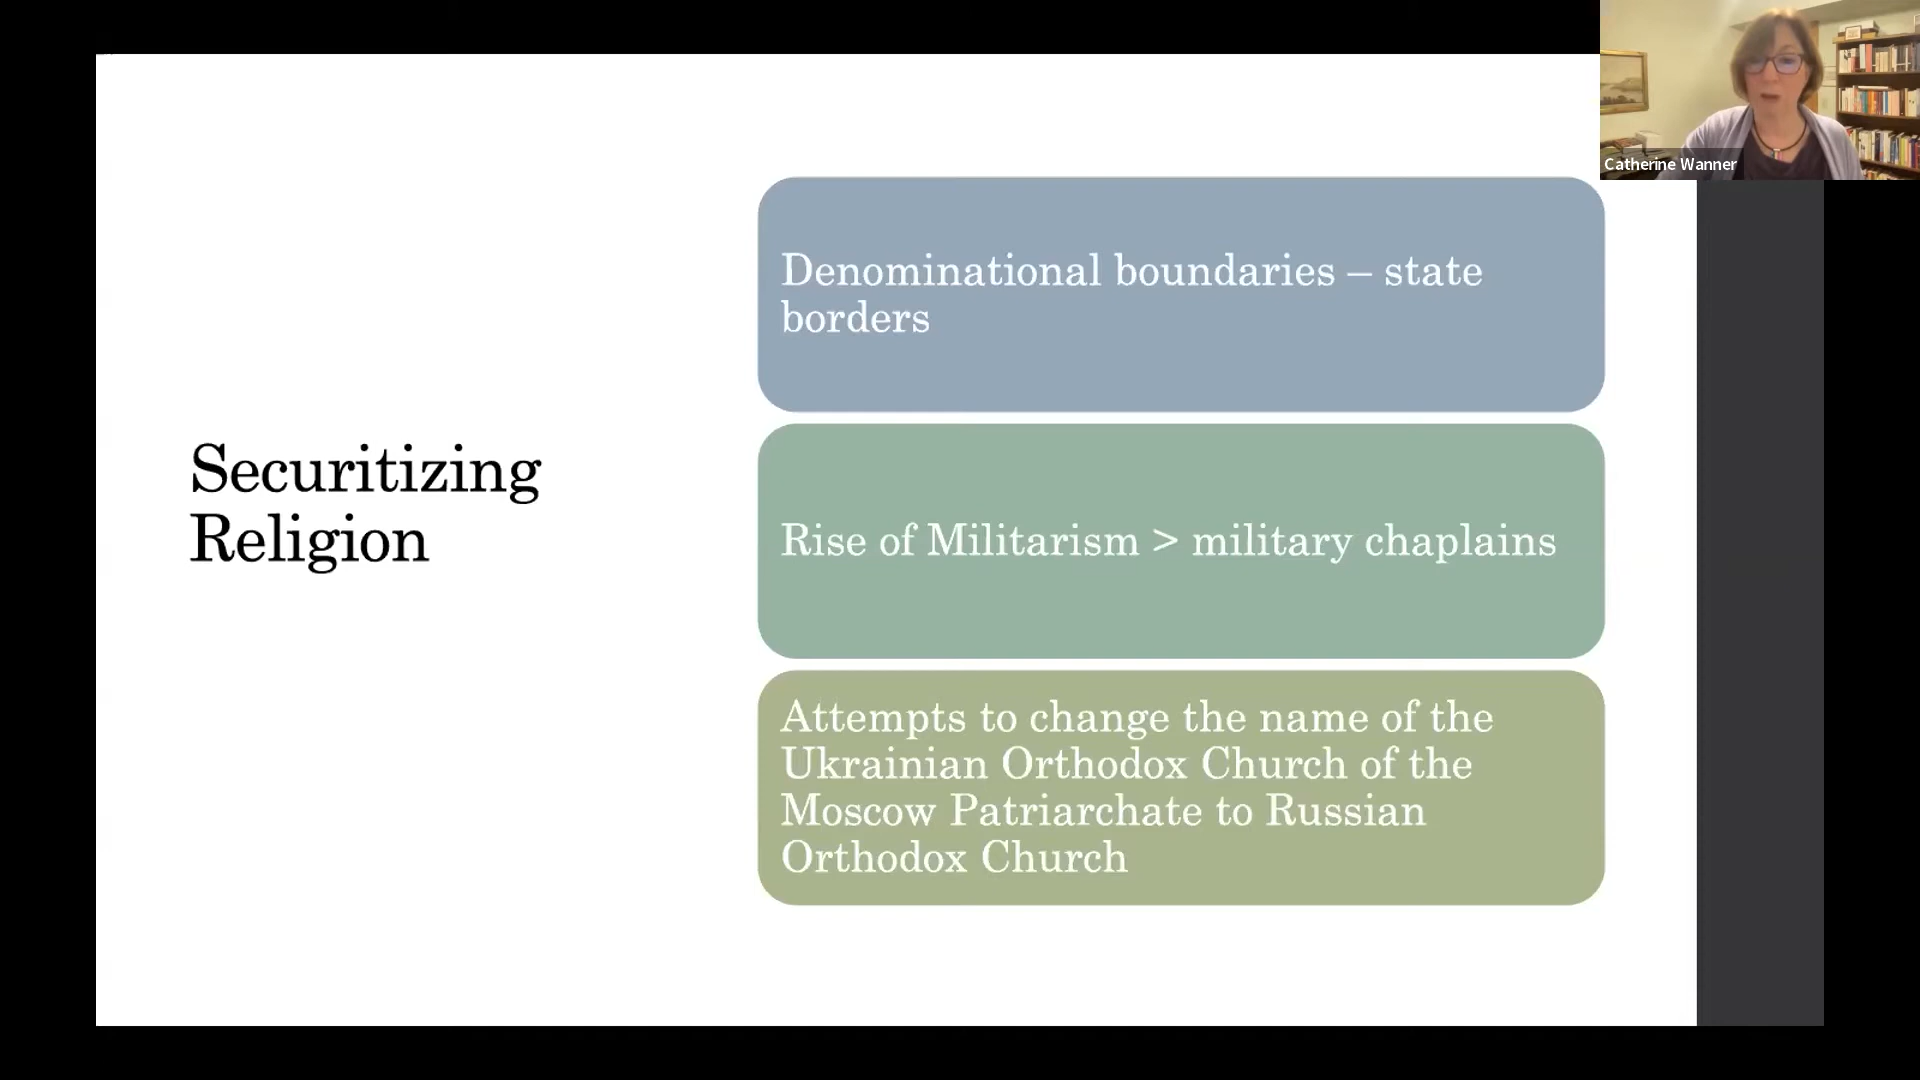 Catherine Wanner
Securitizing
Religion
Denominational boundaries – state
borders
Rise of Militarism > military chaplains
Attempts to change the name of the
Ukrainian Orthodox Church of the
Moscow Patriarchate to Russian
Orthodox Church